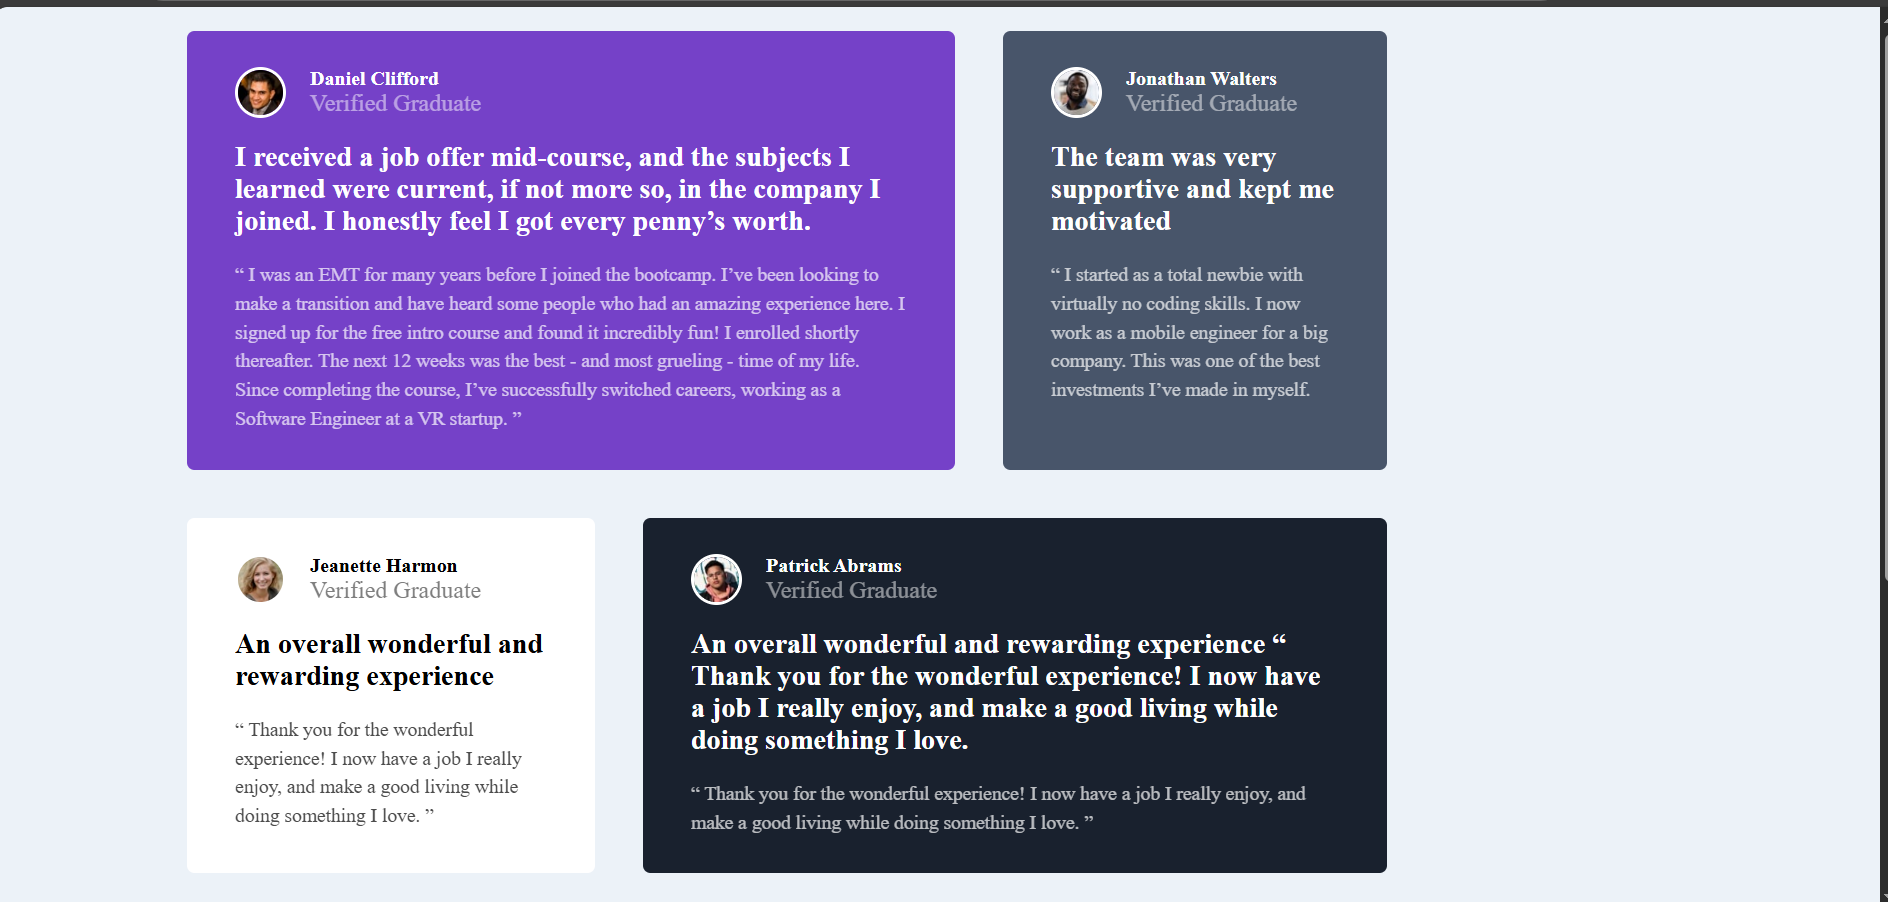 Daniel Clifford
Verified Graduate
I received a job offer mid-course, and the subjects I
learned were current, if not more so, in the company I
joined. I honestly feel I got every penny’s worth.
“ I was an EMT for many years before I joined the bootcamp. I’ve been looking to
make a transition and have heard some people who had an amazing experience here. I
signed up for the free intro course and found it incredibly fun! I enrolled shortly
thereafter. The next 12 weeks was the best - and most grueling - time of my life.
Since completing the course, I’ve successfully switched careers, working as a
Software Engineer at a VR startup. ”
Jonathan Walters
Verified Graduate
The team was very
supportive and kept me
motivated
“ I started as a total newbie with
virtually no coding skills. I now
work as a mobile engineer for a big
company. This was one of the best
investments I’ve made in myself.
Jeanette Harmon
Verified Graduate
An overall wonderful and
rewarding experience
“ Thank you for the wonderful
experience! I now have a job I really
enjoy, and make a good living while
doing something I love. ”
Patrick Abrams
Verified Graduate
An overall wonderful and rewarding experience “
Thank you for the wonderful experience! I now have
a job I really enjoy, and make a good living while
doing something I love.
“ Thank you for the wonderful experience! I now have a job I really enjoy, and
make a good living while doing something I love. ”